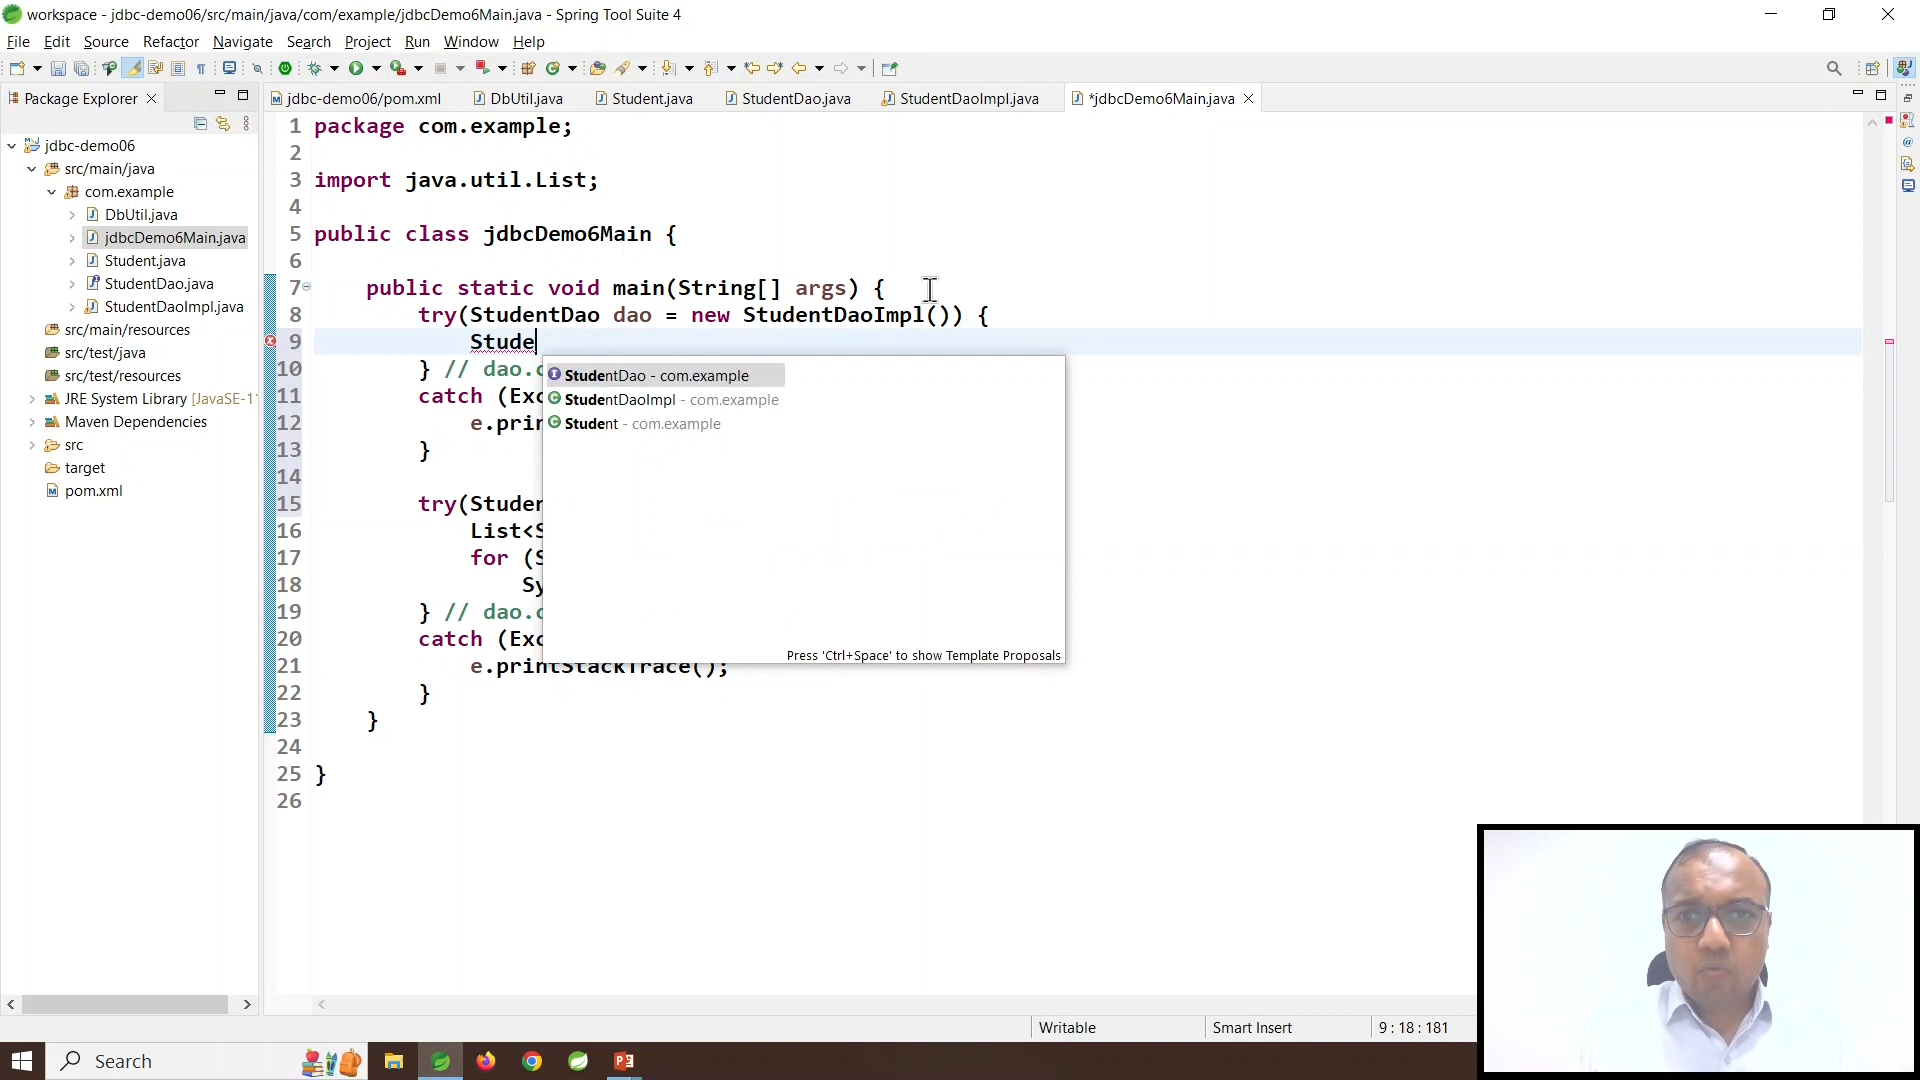 workspace - jdbc-demo06/src/main/java/com/example/jdbcDemo6Main.java - Spring Tool Suite 4
File Edit Source Refactor Navigate Search Project Run Window Help
Package Explorer
jdbc-demo06/pom.xml DbUtil.java Student.java StudentDao.java StudentDaoImpl.java *jdbcDemo6Main.java
jdbc-demo06
src/main/java
com.example
DbUtil.java
jdbcDemo6Main.java
Student.java
StudentDao.java
StudentDaoImpl.java
src/main/resources
src/test/java
src/test/resources
JRE System Library [JavaSE-1
Maven Dependencies
src
target
pom.xml
1 package com.example;
2
3 import java.util.List;
4
5 public class jdbcDemo6Main {
6
7 public static void main(String[] args) {
8 try(StudentDao dao = new StudentDaoImpl()) {
9 Stude
10 } // dao.c
11 catch (Exc
12 e.prin
13 }
14
15 try(Studen
16 List<S
17 for (S
18 Sy
19 } // dao.c
20 catch (Exc
21 e.printStackTrace();
22 }
23 }
24
25 }
26
StudentDao - com.example
StudentDaoImpl - com.example
Student - com.example
Press 'Ctrl+Space' to show Template Proposals
Writable Smart Insert 9 : 18 : 181
Search